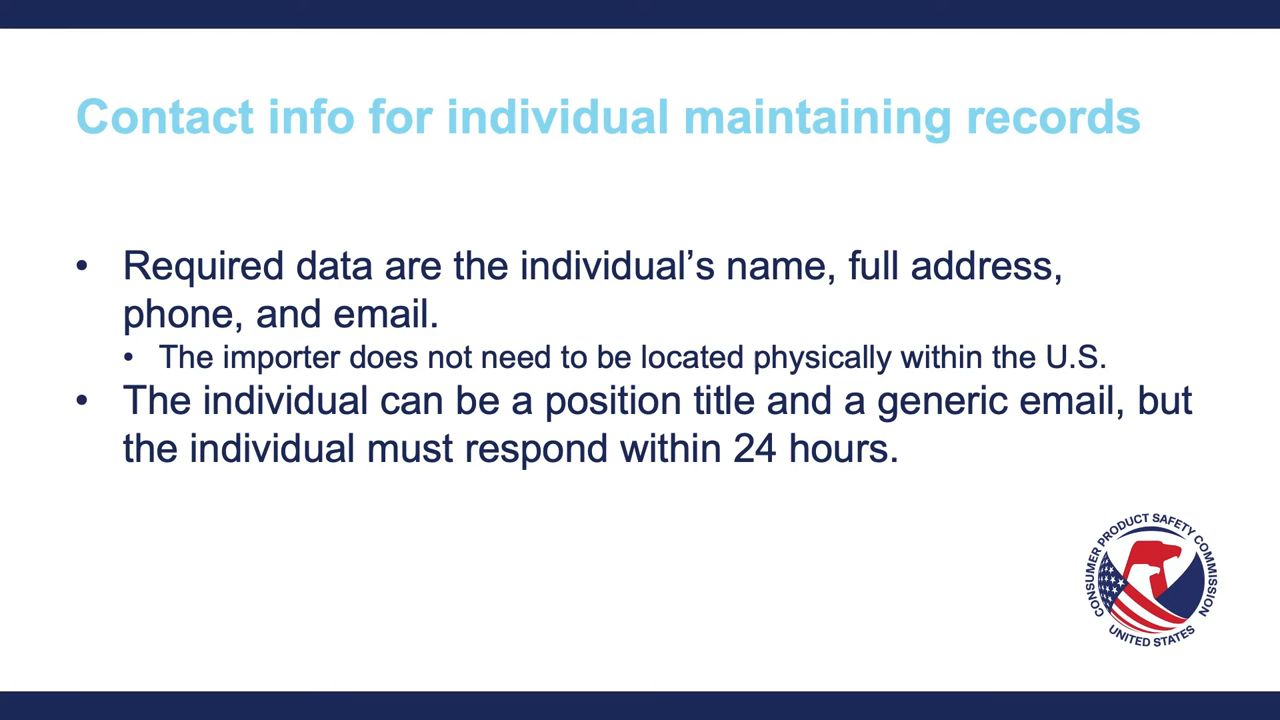 Contact info for individual maintaining records
• Required data are the individual’s name, full address,
phone, and email.
• The importer does not need to be located physically within the U.S.
• The individual can be a position title and a generic email, but
the individual must respond within 24 hours.
CONSUMER PRODUCT SAFETY COMMISSION
UNITED STATES